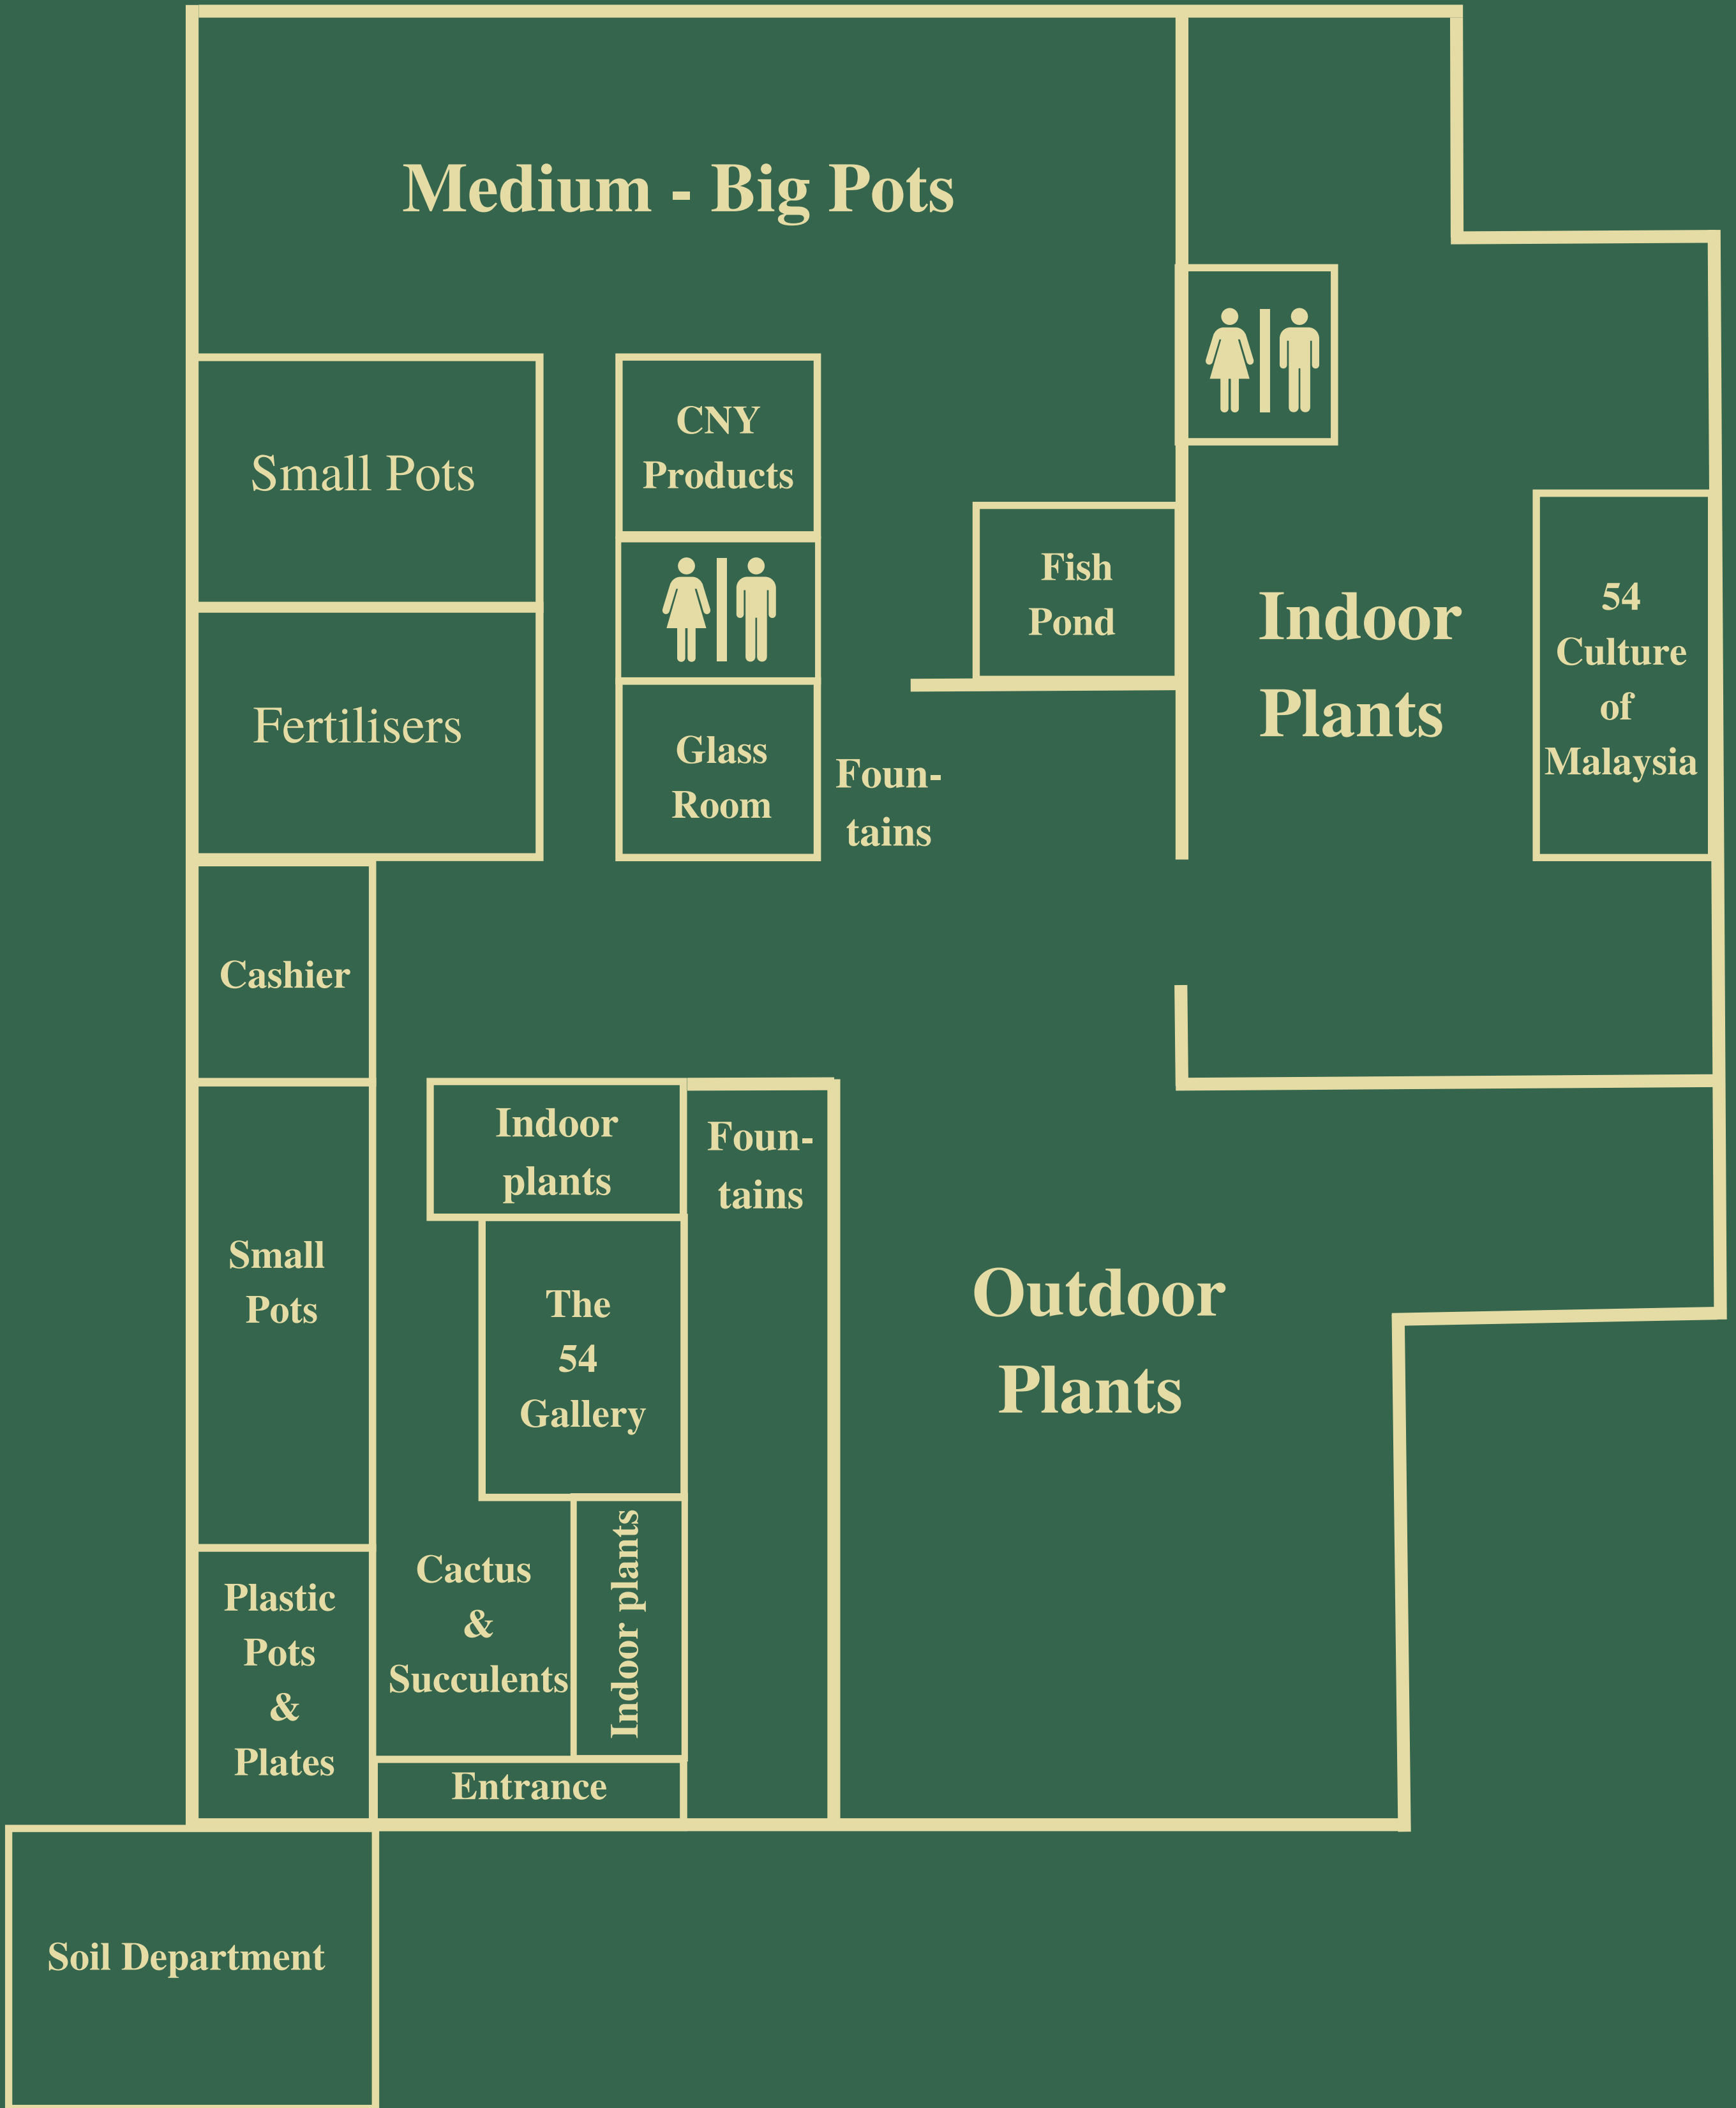 Medium - Big Pots
Small Pots
CNY
Products
Fish
Pond
Indoor
Plants
54
Culture
of
Malaysia
Fertilisers
Glass
Room
Foun-
tains
Cashier
Indoor
plants
Foun-
tains
Small
Pots
The
54
Gallery
Outdoor
Plants
Cactus
&
Succulents
Indoor plants
Plastic
Pots
&
Plates
Entrance
Soil Department